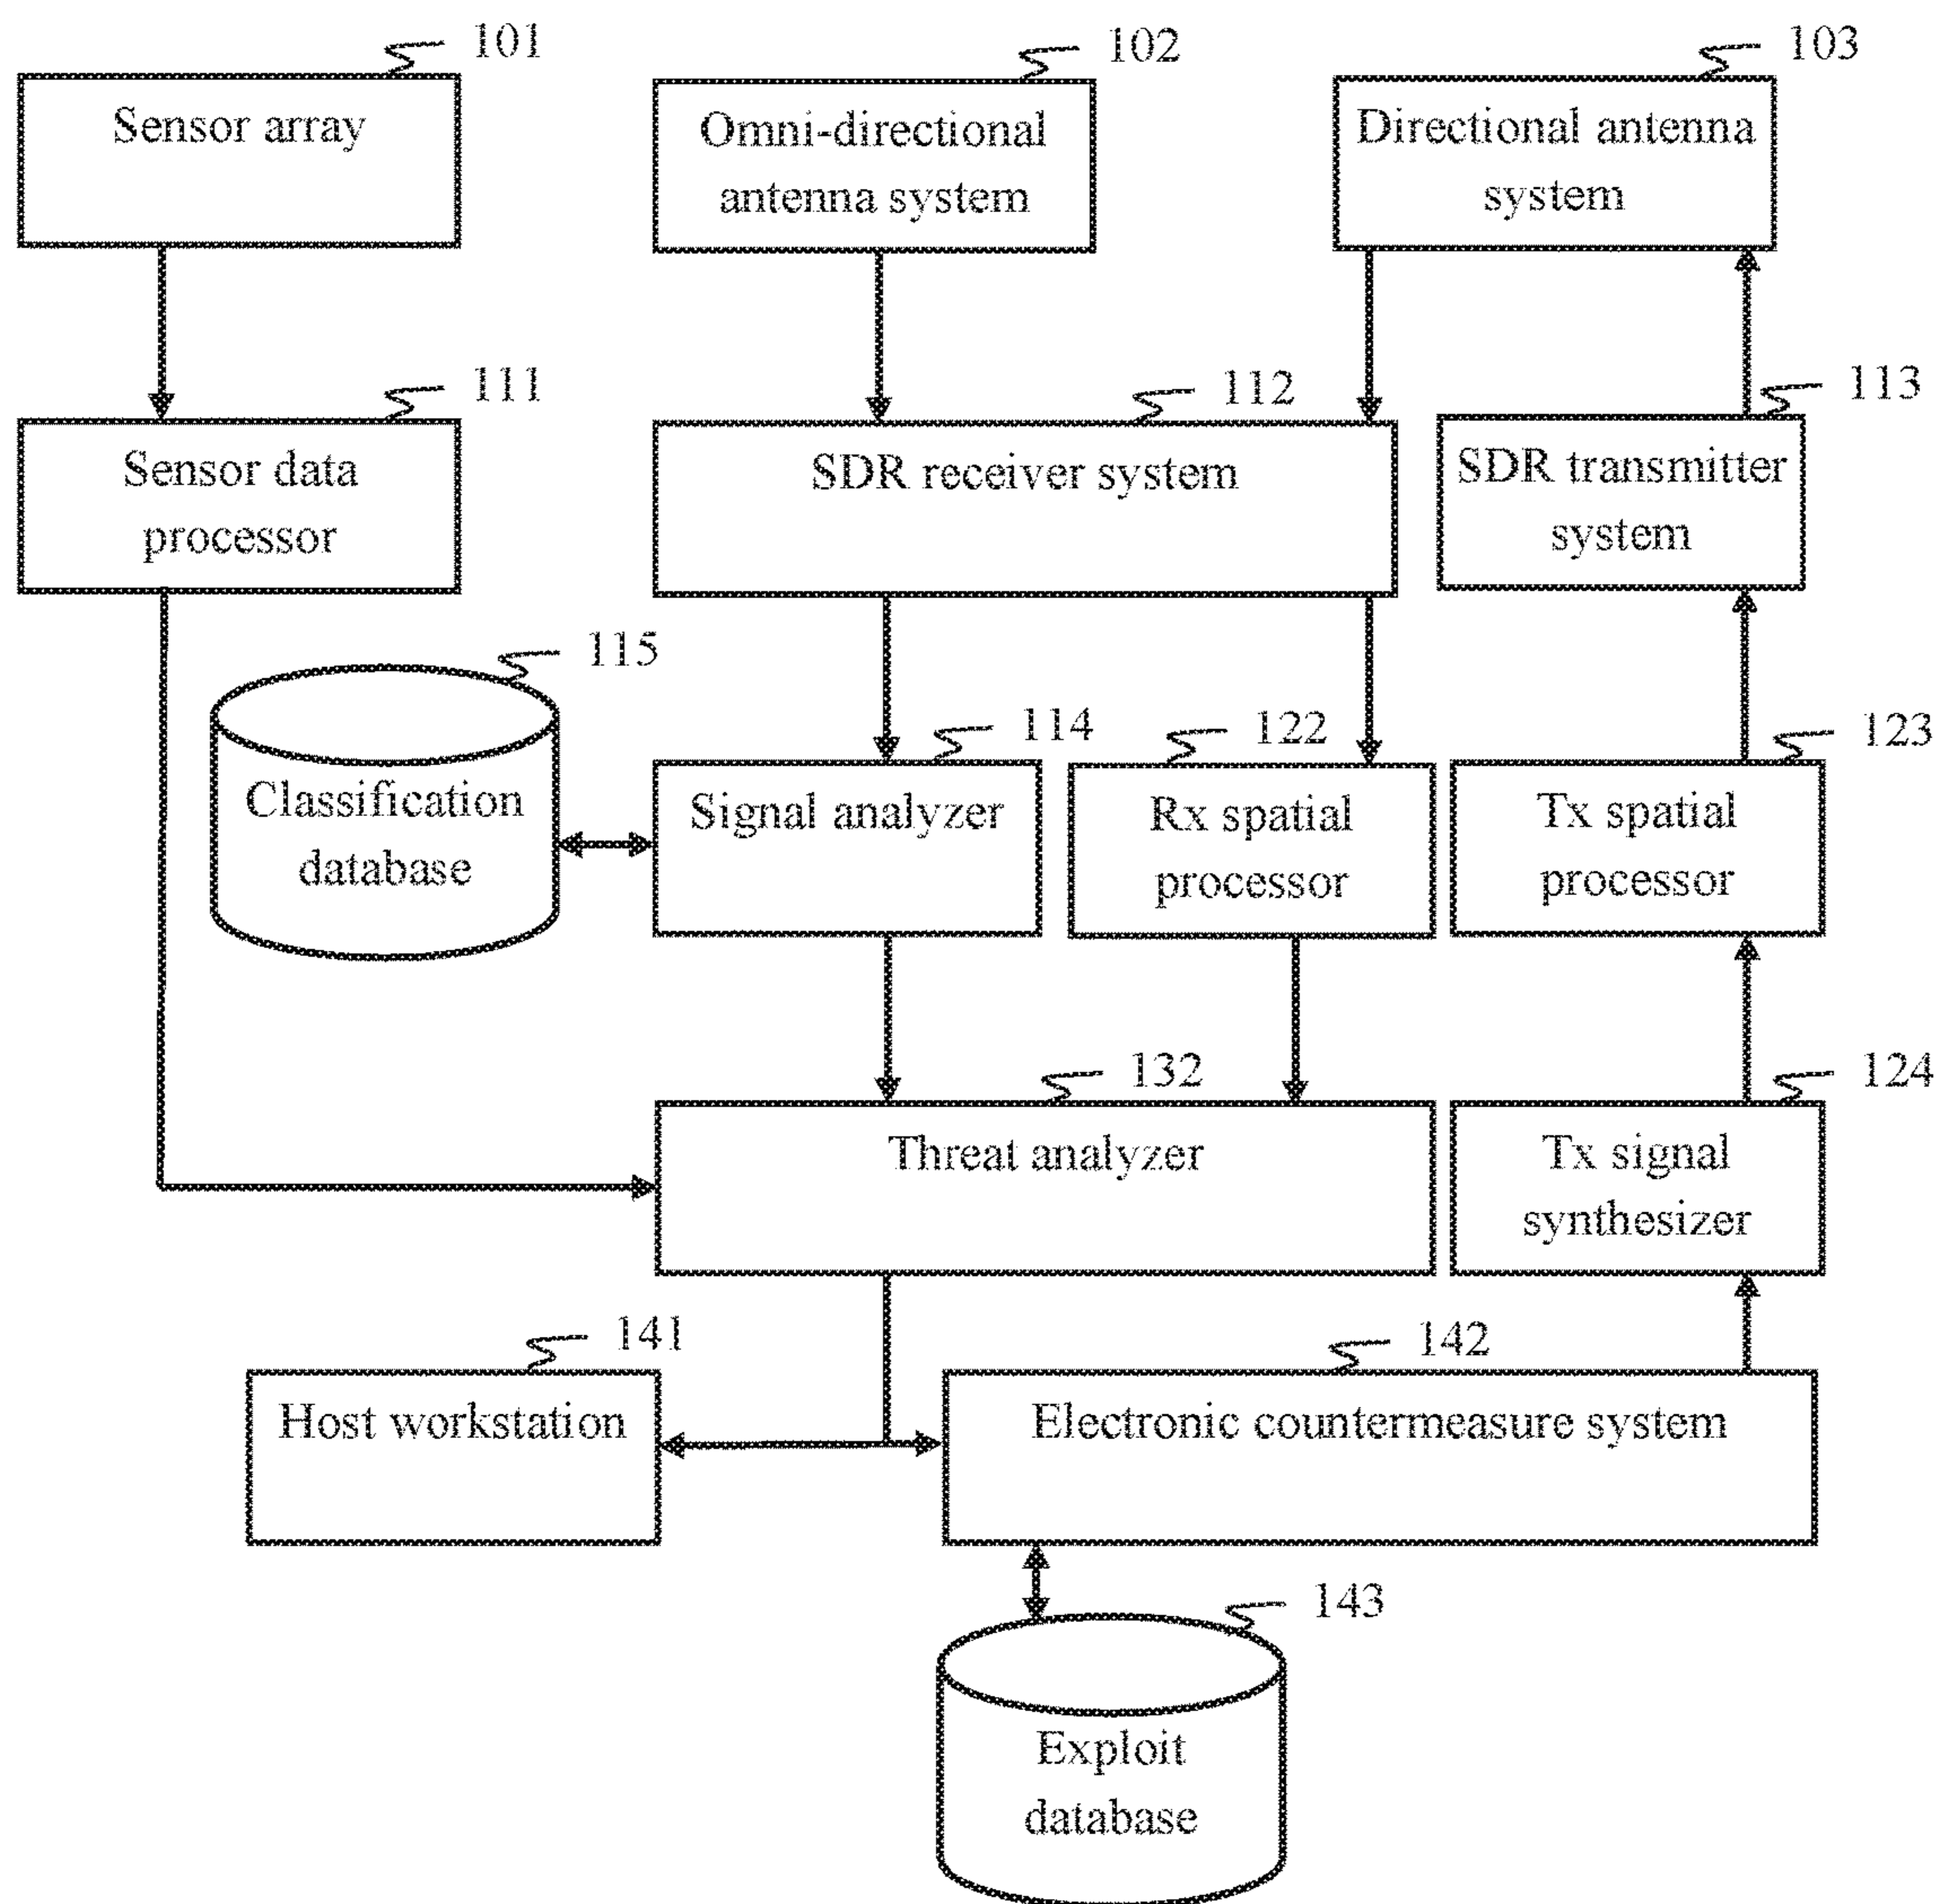 101
102
103
Sensor array
Omni-directional
antenna system
Directional antenna
system
111
112
113
Sensor data
processor
SDR receiver system
SDR transmitter
system
115
114
122
123
Classification
database
Signal analyzer
Rx spatial
processor
Tx spatial
processor
132
124
Threat analyzer
Tx signal
synthesizer
141
142
Host workstation
Electronic countermeasure system
143
Exploit
database